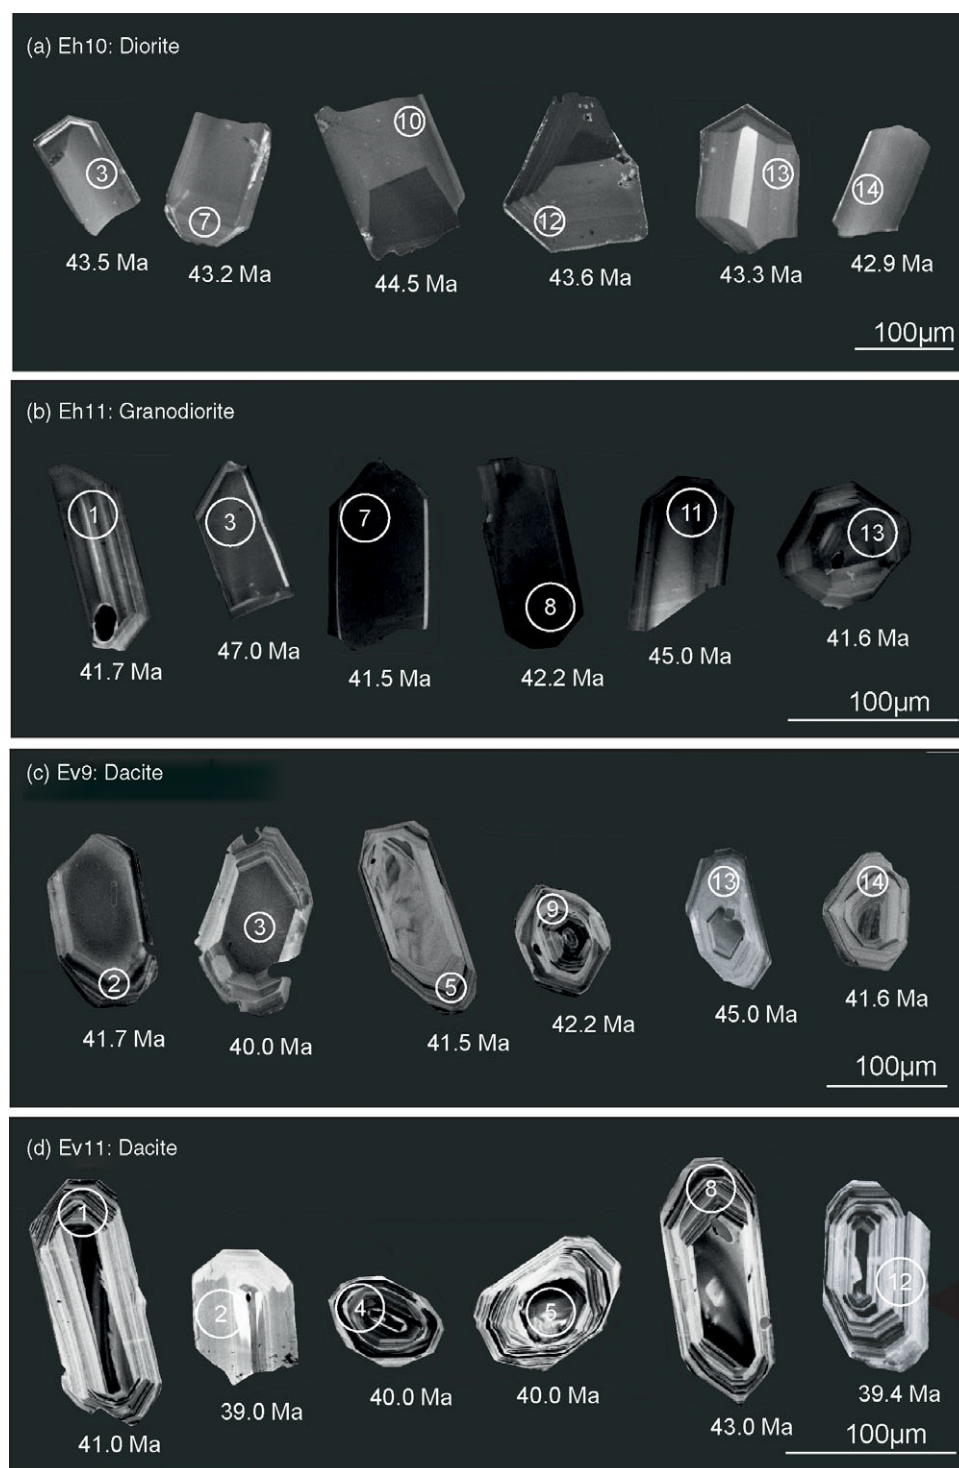 (a) Eh10: Diorite
3 7 10 12 13 14
43.5 Ma 43.2 Ma 44.5 Ma 43.6 Ma 43.3 Ma 42.9 Ma
100µm
(b) Eh11: Granodiorite
1 3 7 8 11 13
41.7 Ma 47.0 Ma 41.5 Ma 42.2 Ma 45.0 Ma 41.6 Ma
100µm
(c) Ev9: Dacite
2 3 5 9 13 14
41.7 Ma 40.0 Ma 41.5 Ma 42.2 Ma 45.0 Ma 41.6 Ma
100µm
(d) Ev11: Dacite
1 2 4 5 8 12
41.0 Ma 39.0 Ma 40.0 Ma 40.0 Ma 43.0 Ma 39.4 Ma
100µm